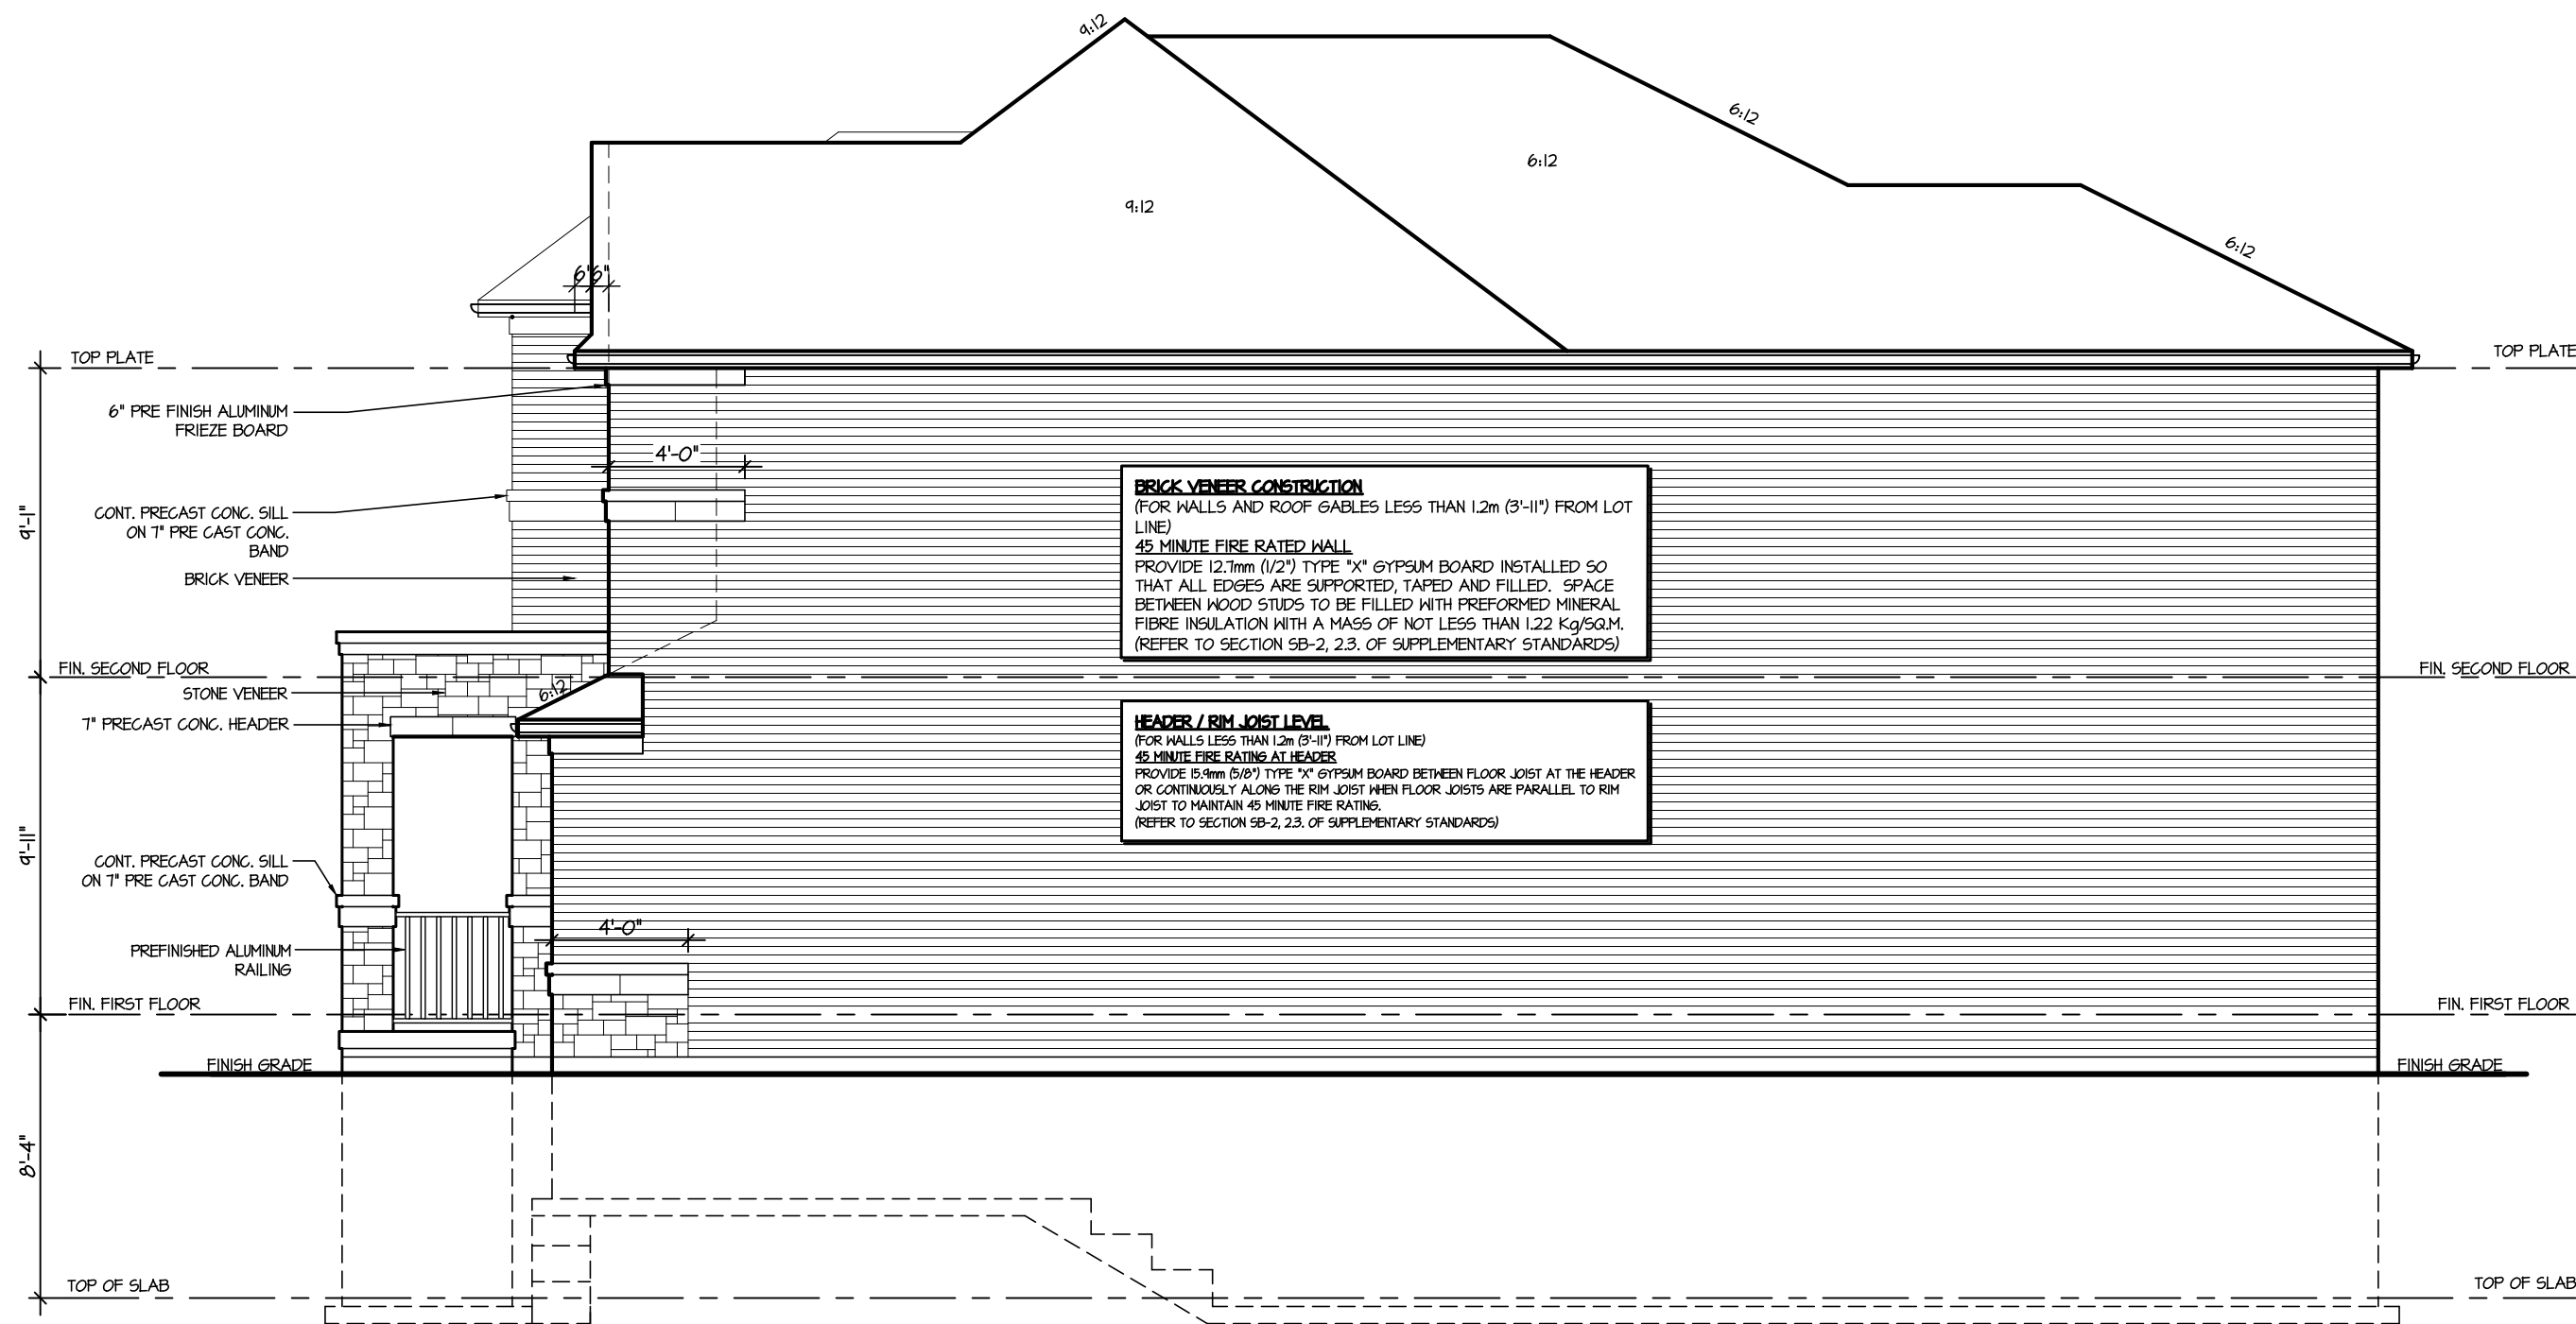 9:12
6:12
6:12
9:12
6:12
6" 6"
TOP PLATE
TOP PLATE
6" PRE FINISH ALUMINUM
FRIEZE BOARD
4'-0"
9'-1"
CONT. PRECAST CONC. SILL
ON 7" PRE CAST CONC.
BAND
BRICK VENEER
BRICK VENEER CONSTRUCTION
(FOR WALLS AND ROOF GABLES LESS THAN 1.2m (3'-11") FROM LOT
LINE)
45 MINUTE FIRE RATED WALL
PROVIDE 12.7mm (1/2") TYPE "X" GYPSUM BOARD INSTALLED SO
THAT ALL EDGES ARE SUPPORTED, TAPED AND FILLED. SPACE
BETWEEN WOOD STUDS TO BE FILLED WITH PREFORMED MINERAL
FIBRE INSULATION WITH A MASS OF NOT LESS THAN 1.22 Kg/SQ.M.
(REFER TO SECTION SB-2, 2.3. OF SUPPLEMENTARY STANDARDS)
FIN. SECOND FLOOR
FIN. SECOND FLOOR
STONE VENEER
6:12
7" PRECAST CONC. HEADER
HEADER / RIM JOIST LEVEL
(FOR WALLS LESS THAN 1.2m (3'-11") FROM LOT LINE)
45 MINUTE FIRE RATING AT HEADER
PROVIDE 15.9mm (5/8") TYPE "X" GYPSUM BOARD BETWEEN FLOOR JOIST AT THE HEADER
OR CONTINUOUSLY ALONG THE RIM JOIST WHEN FLOOR JOISTS ARE PARALLEL TO RIM
JOIST TO MAINTAIN 45 MINUTE FIRE RATING.
(REFER TO SECTION SB-2, 2.3. OF SUPPLEMENTARY STANDARDS)
9'-11"
CONT. PRECAST CONC. SILL
ON 7" PRE CAST CONC. BAND
4'-0"
PREFINISHED ALUMINUM
RAILING
FIN. FIRST FLOOR
FIN. FIRST FLOOR
FINISH GRADE
FINISH GRADE
8'-4"
TOP OF SLAB
TOP OF SLAB